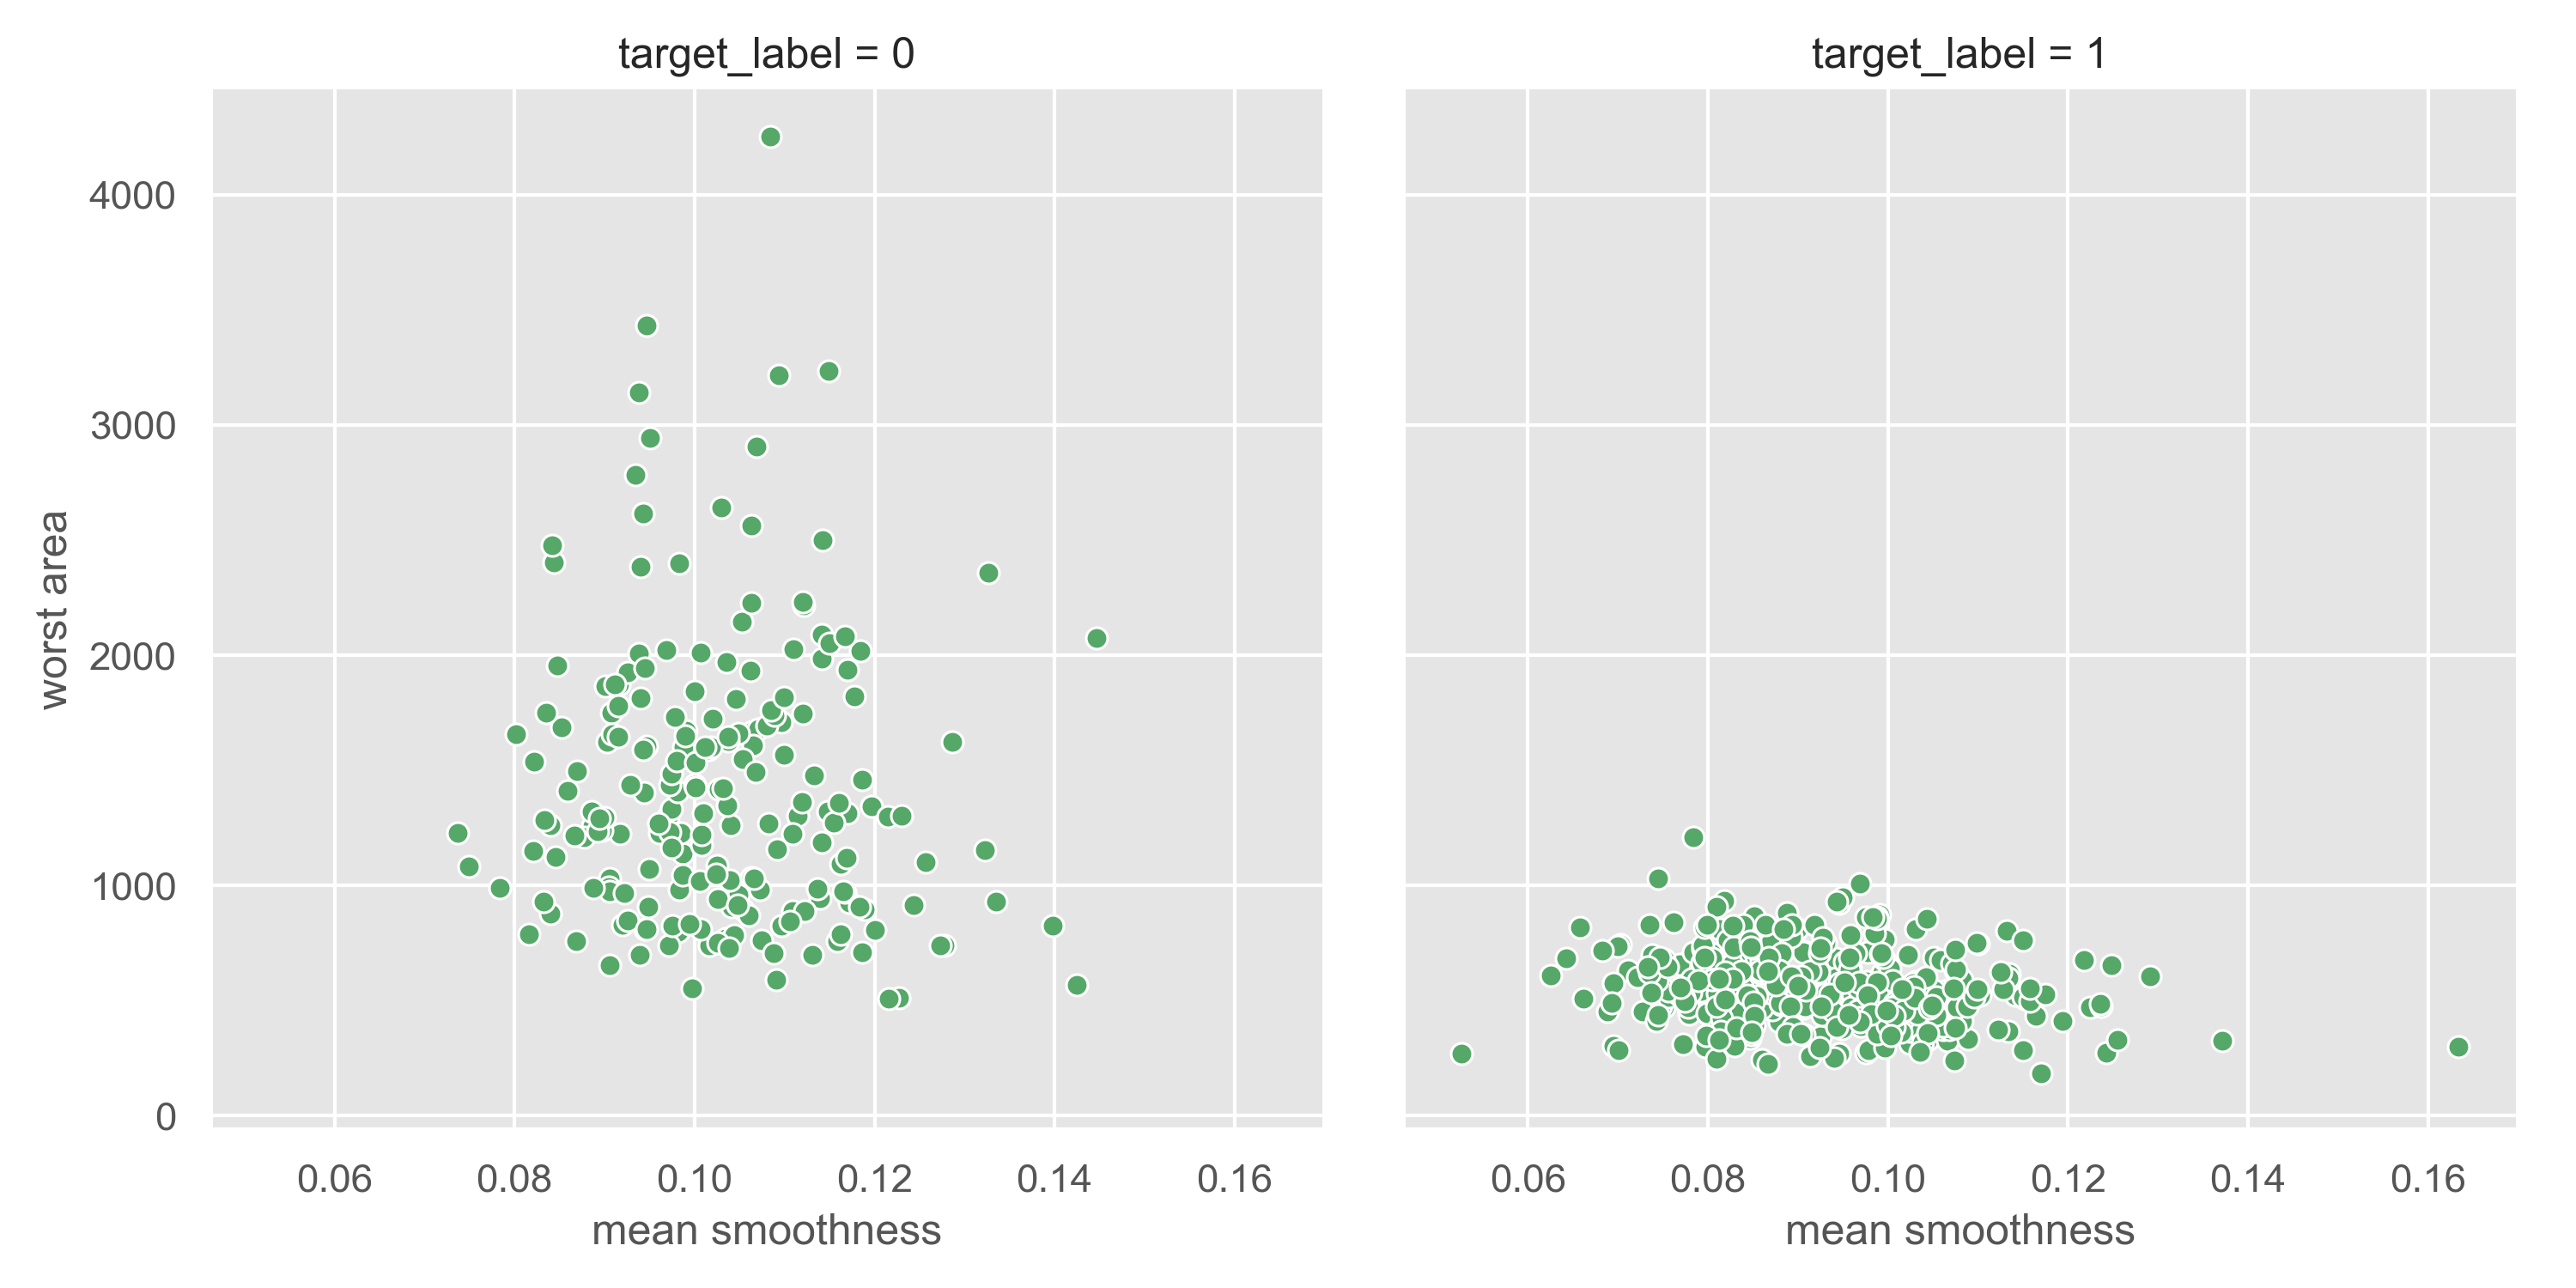 target_label = 0
target_label = 1
4000
3000
2000
1000
0
worst area
0.06 0.08 0.10 0.12 0.14 0.16
0.06 0.08 0.10 0.12 0.14 0.16
mean smoothness
mean smoothness